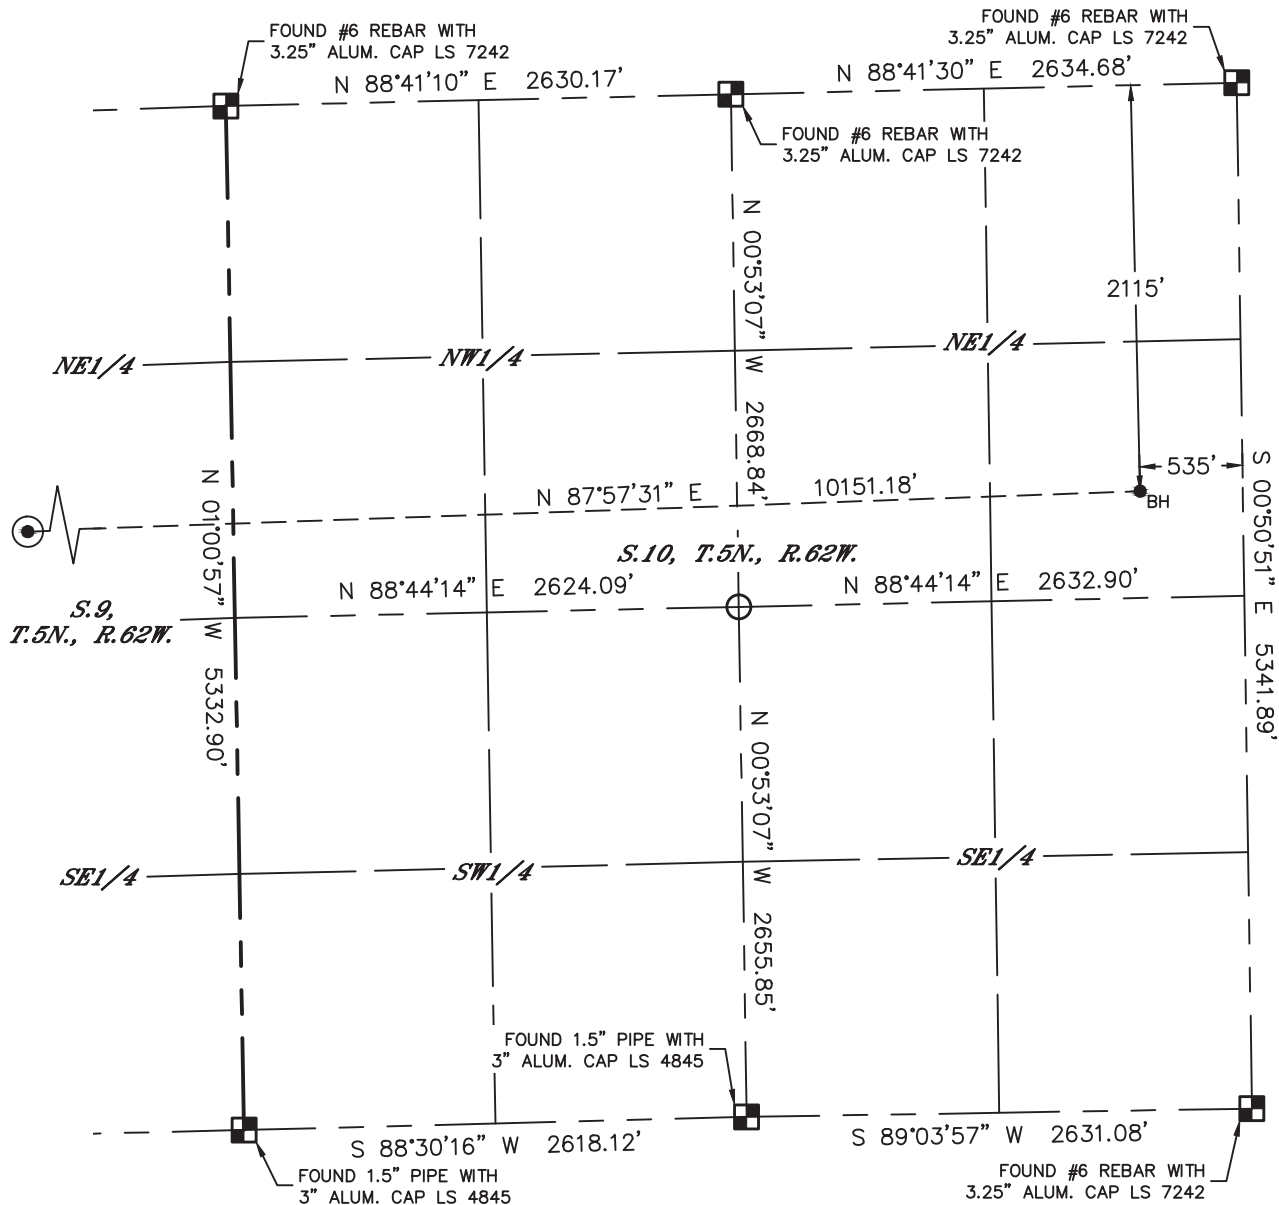 FOUND #6 REBAR WITH
3.25" ALUM. CAP LS 7242
FOUND #6 REBAR WITH
3.25" ALUM. CAP LS 7242
N 88°41'10" E 2630.17'
N 88°41'30" E 2634.68'
FOUND #6 REBAR WITH
3.25" ALUM. CAP LS 7242
N 00°53'07" W 2668.84'
2115'
NE1/4
NW1/4
NE1/4
535'
BH
N 87°57'31" E 10151.18'
N 01°00'57" W 5332.90'
S 00°50'51" E 5341.89'
S.10, T.5N., R.62W.
N 88°44'14" E 2624.09'
N 88°44'14" E 2632.90'
S.9,
T.5N., R.62W.
N 00°53'07" W 2655.85'
SE1/4
SW1/4
SE1/4
FOUND 1.5" PIPE WITH
3" ALUM. CAP LS 4845
S 88°30'16" W 2618.12'
S 89°03'57" W 2631.08'
FOUND 1.5" PIPE WITH
3" ALUM. CAP LS 4845
FOUND #6 REBAR WITH
3.25" ALUM. CAP LS 7242